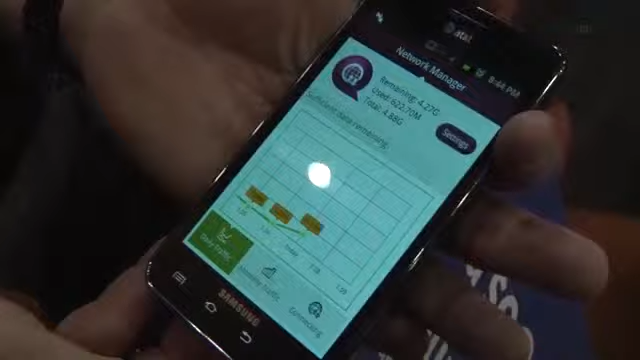 at&t
8:44 PM
Network Manager
Remaining: 4.27G
Used: 622.70M
Total: 4.88G
Settings
Sufficient data remaining.
Today
Daily Traffic
Monthly Traffic
Connecting
SAMSUNG